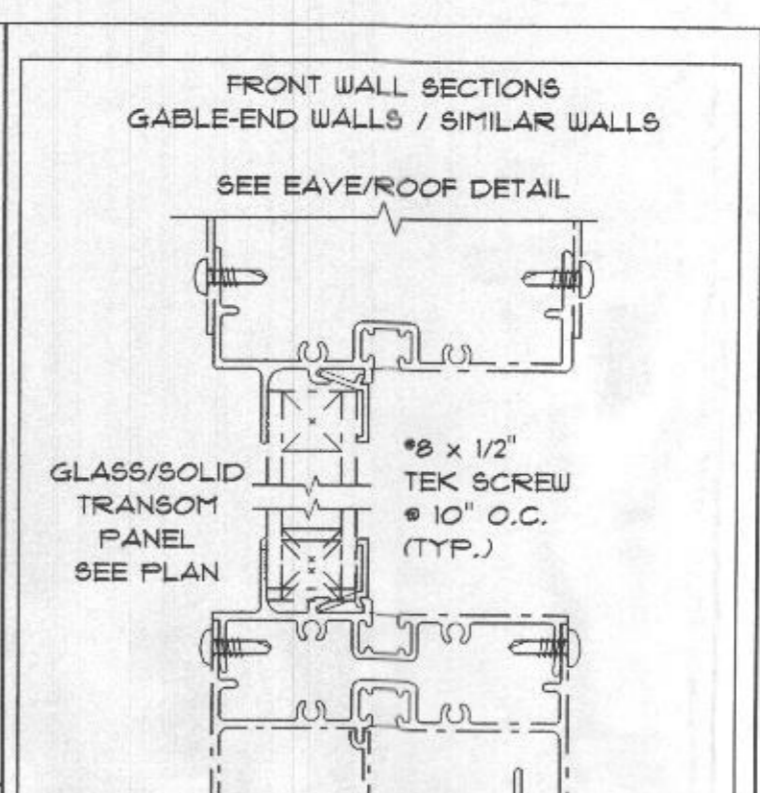 FRONT WALL SECTIONS
GABLE-END WALLS / SIMILAR WALLS
SEE EAVE/ROOF DETAIL
GLASS/SOLID
TRANSOM
PANEL
SEE PLAN
#8 x 1/2"
TEK SCREW
@ 10" O.C.
(TYP.)